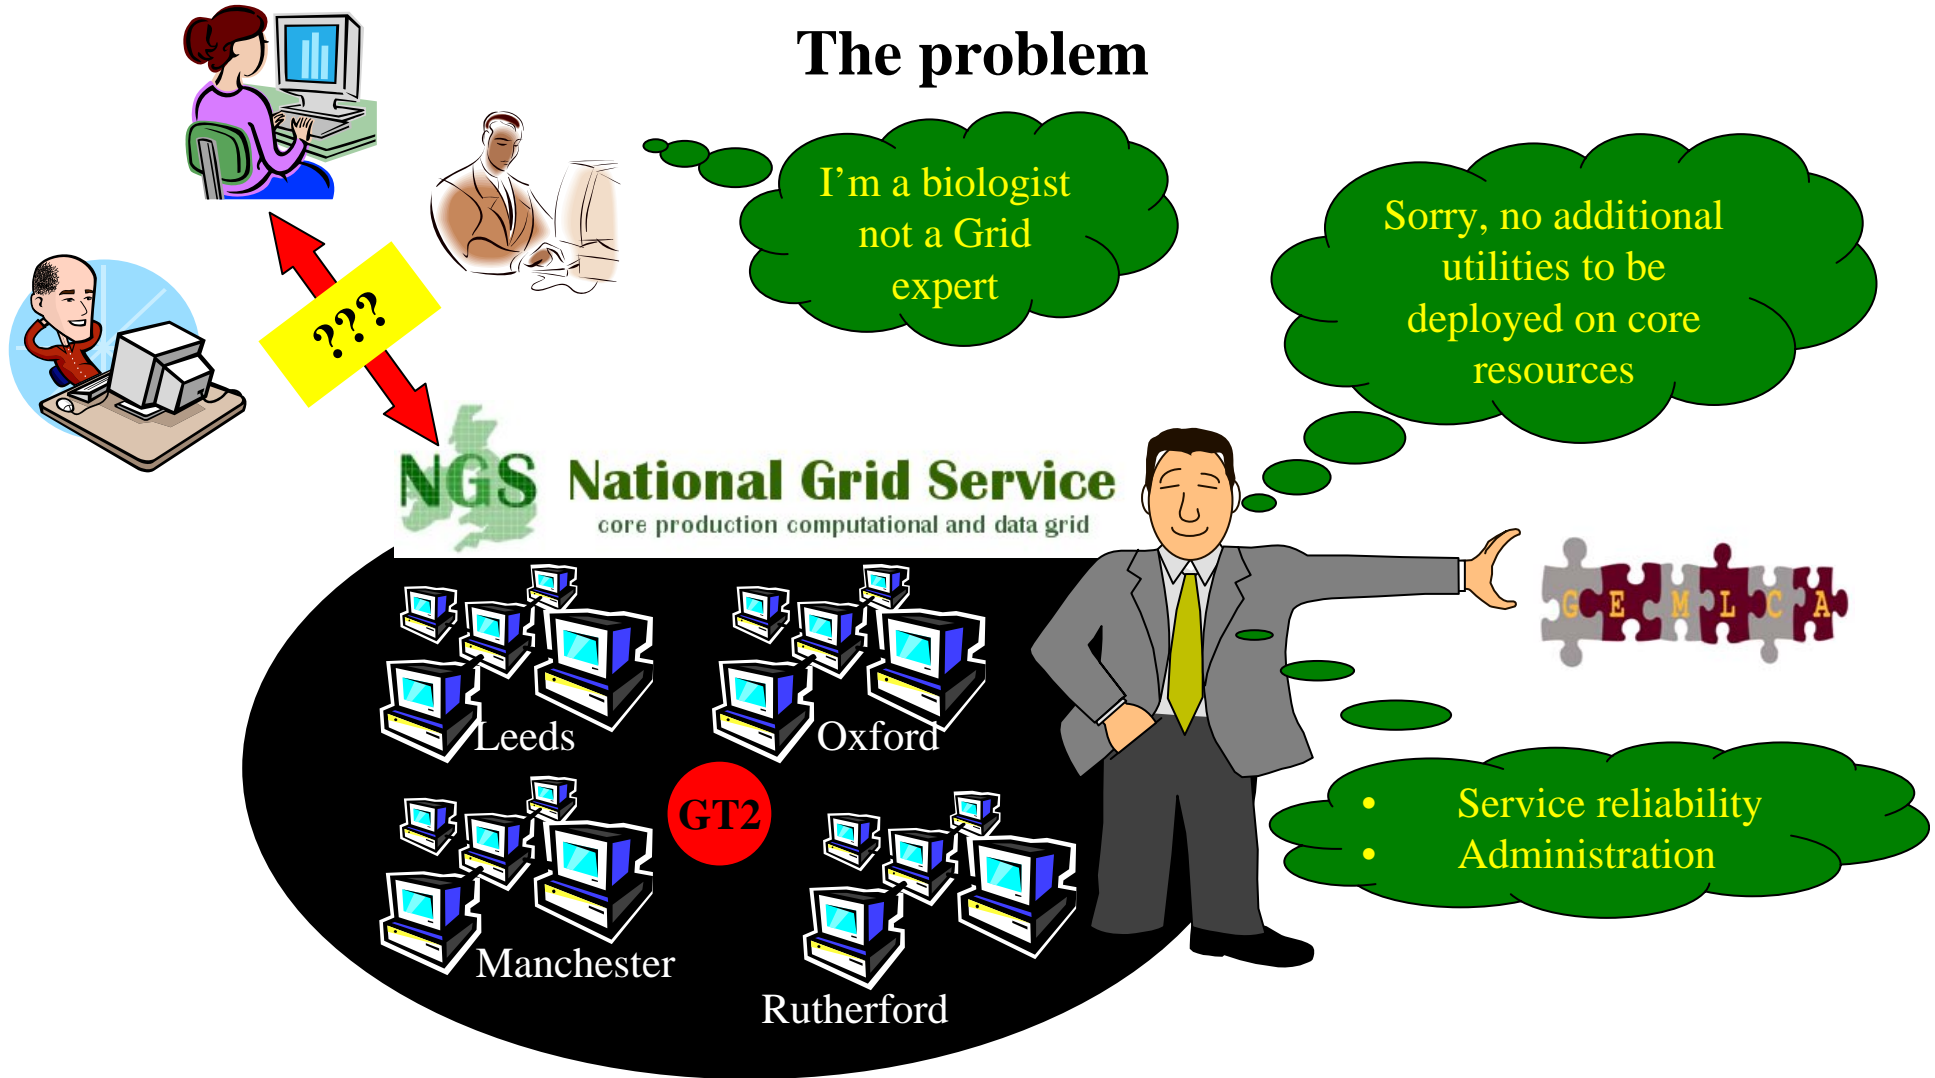 The problem
I'm a biologist
not a Grid
expert
Sorry, no additional
utilities to be
deployed on core
resources
???
NGS National Grid Service
core production computational and data grid
GEMLCA
Leeds
Oxford
GT2
• Service reliability
• Administration
Manchester
Rutherford